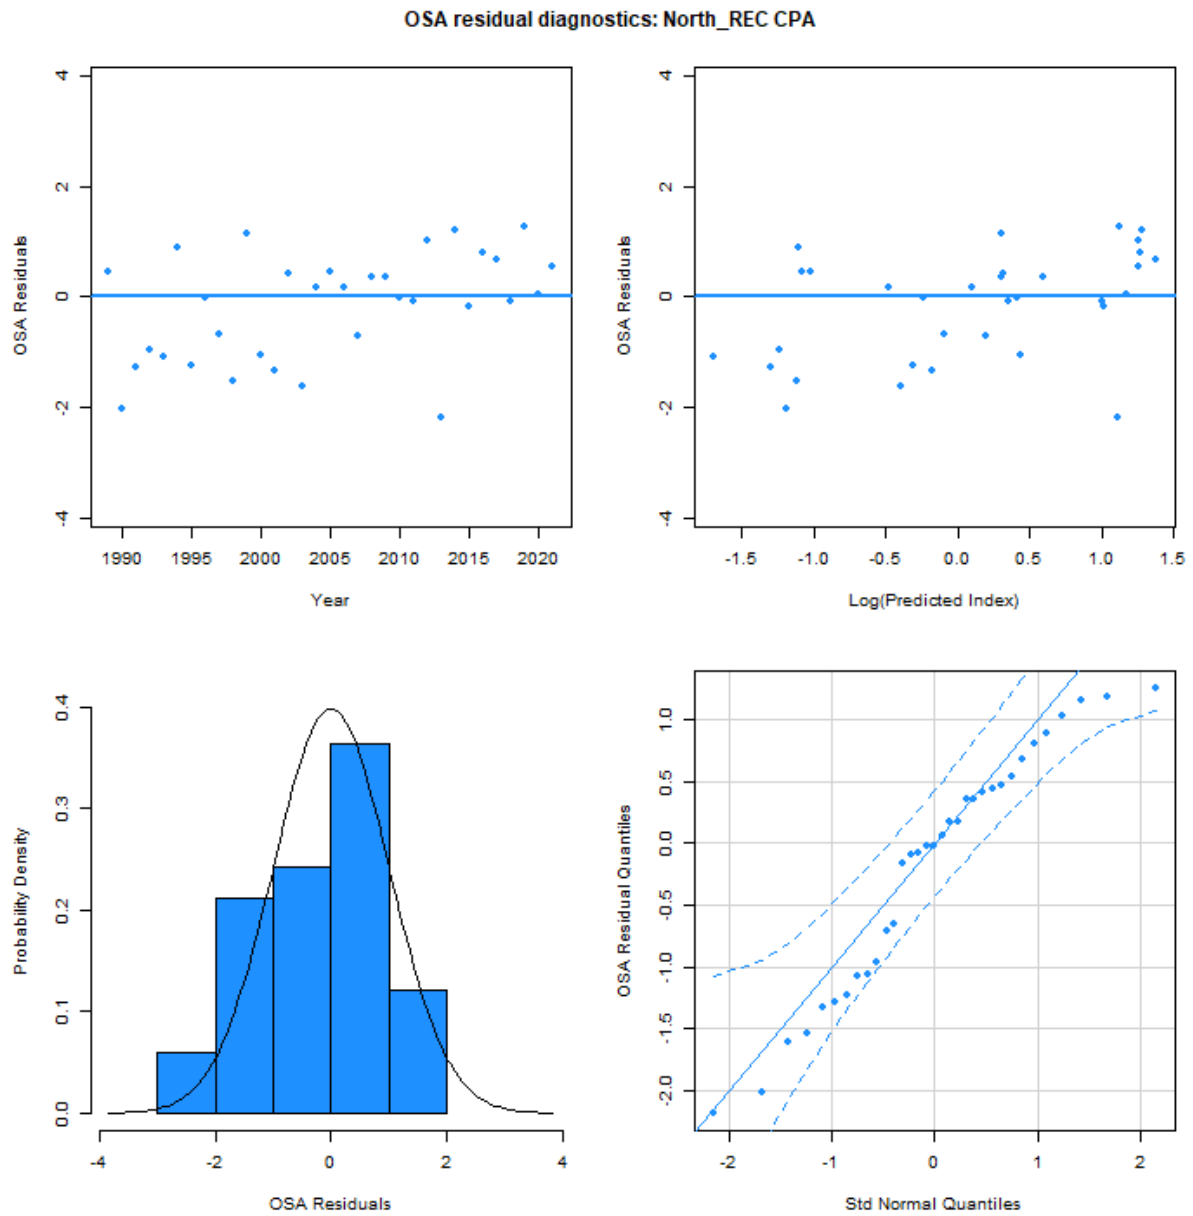 OSA residual diagnostics: North_REC CPA
OSA Residuals
4
2
0
-2
-4
1990 1995 2000 2005 2010 2015 2020
Year
OSA Residuals
4
2
0
-2
-4
-1.5 -1.0 -0.5 0.0 0.5 1.0 1.5
Log(Predicted Index)
Probability Density
0.4
0.3
0.2
0.1
0.0
-4 -2 0 2 4
OSA Residuals
OSA Residual Quantiles
1.0
0.5
0.0
-0.5
-1.0
-1.5
-2.0
-2 -1 0 1 2
Std Normal Quantiles